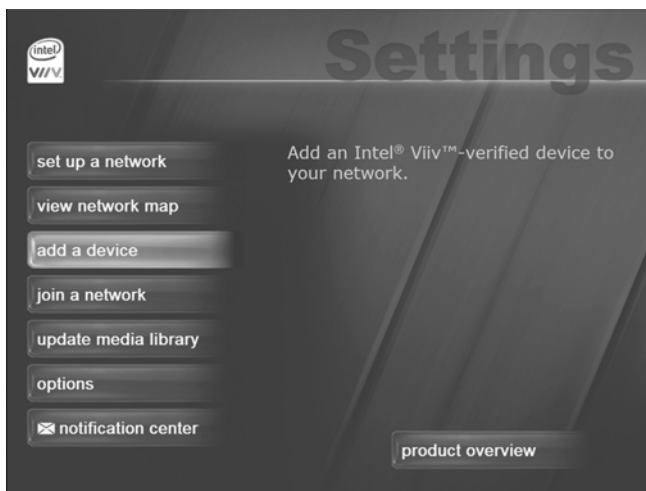 intel
VIIV
Settings
set up a network
Add an Intel® Viiv™-verified device to
your network.
view network map
add a device
join a network
update media library
options
notification center
product overview